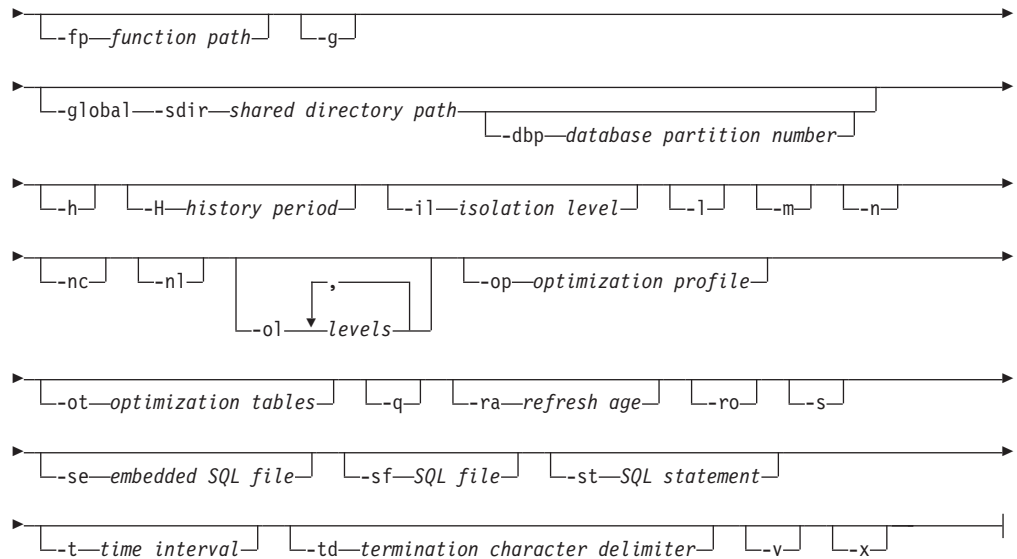 -fp function path -g
-global -sdir shared directory path
-dbp database partition number
-h -H history period -il isolation level -l -m -n
-nc -nl -op optimization profile
,
-ol levels
-ot optimization tables -q -ra refresh age -ro -s
-se embedded SQL file -sf SQL file -st SQL statement
-t time interval -td termination character delimiter -v -x